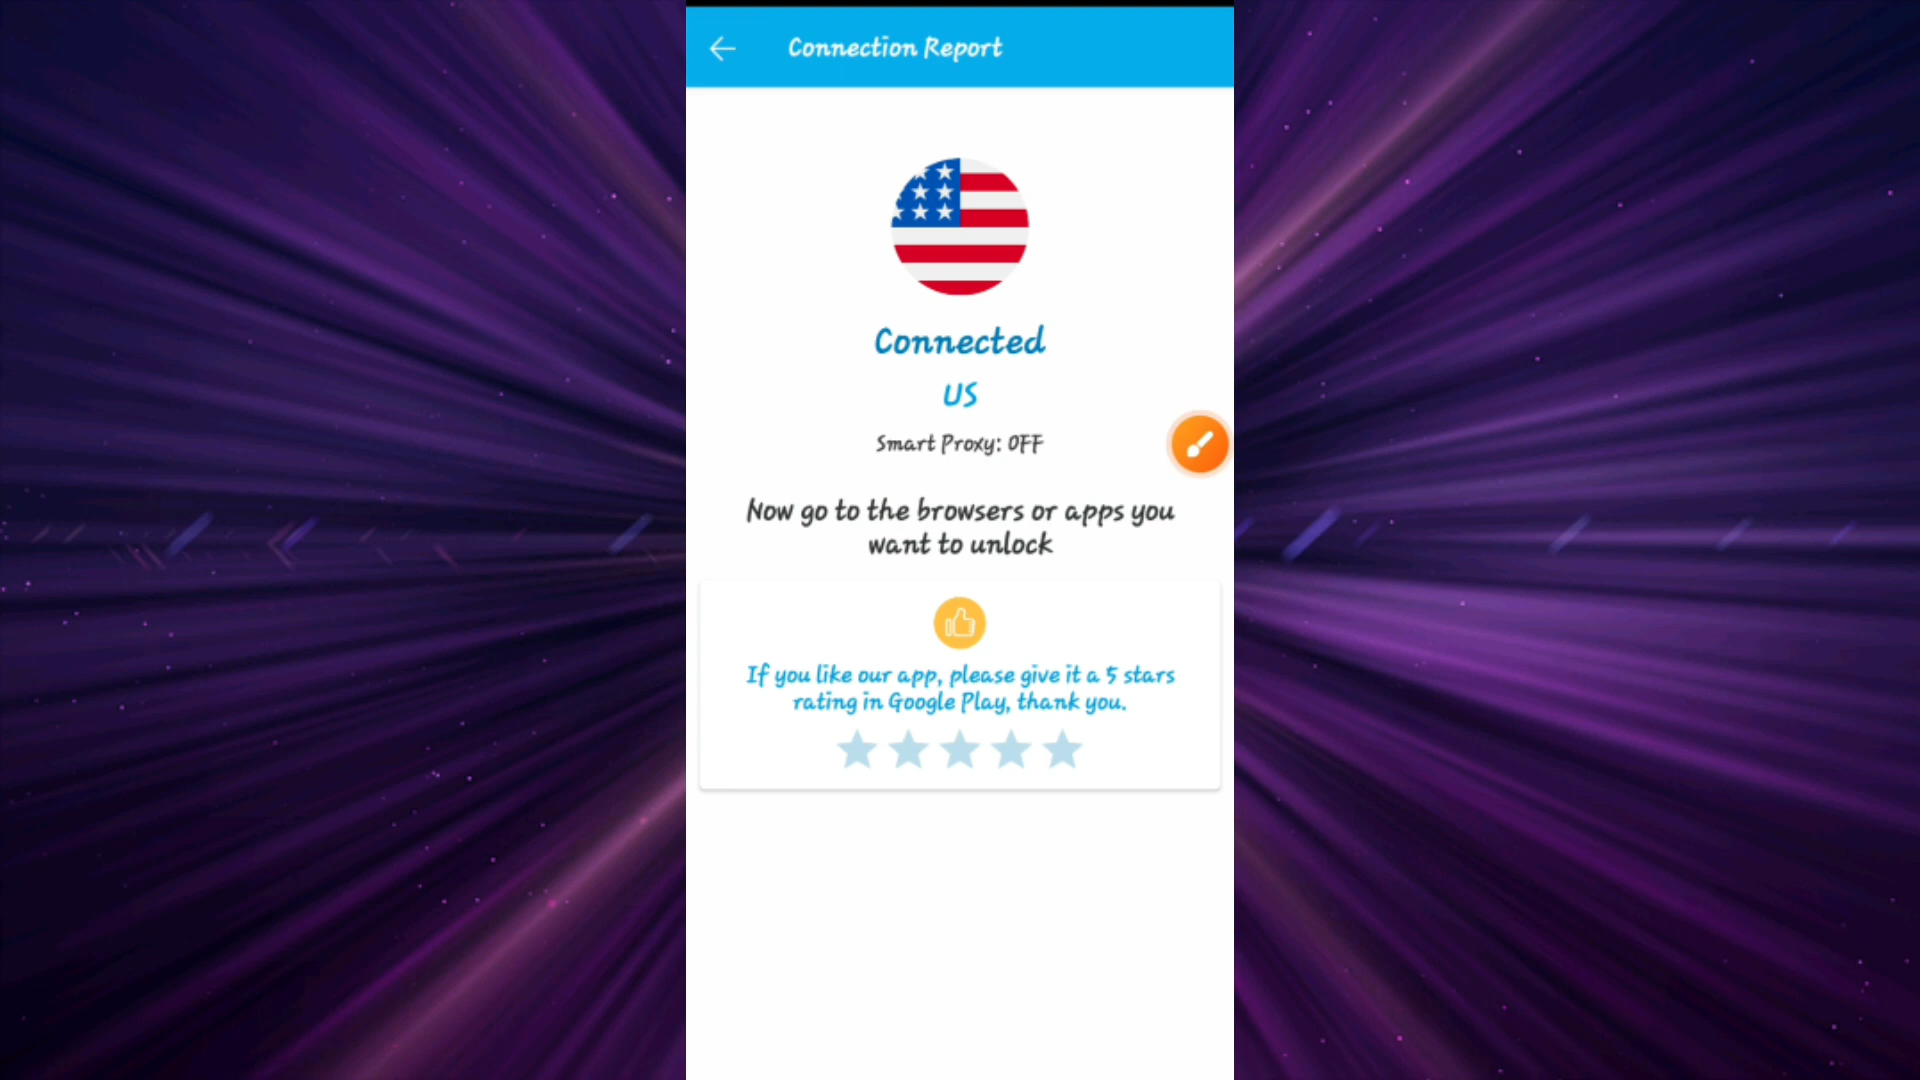 Connection Report
Connected
US
Smart Proxy: OFF
Now go to the browsers or apps you
want to unlock
If you like our app, please give it a 5 stars
rating in Google Play, thank you.